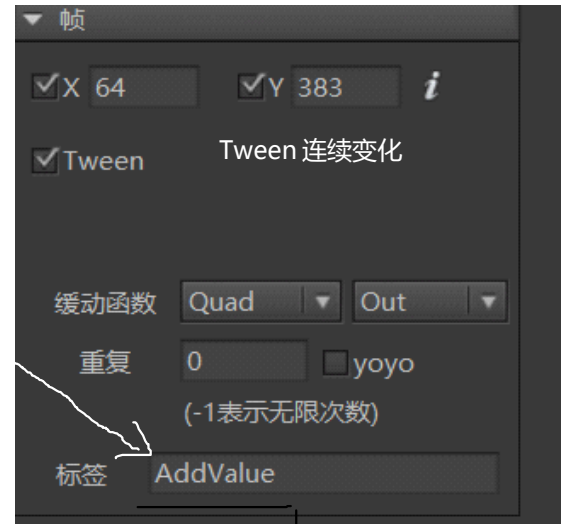 帧
X 64 Y 383 i
Tween Tween 连续变化
缓动函数 Quad Out
重复 0 yoyo
(-1表示无限次数)
标签 AddValue